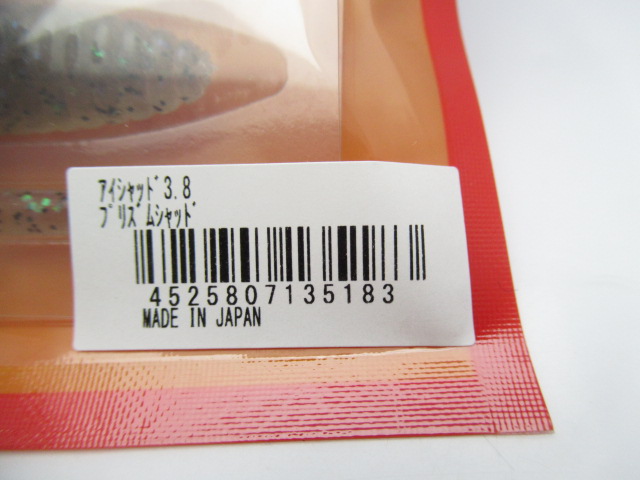 ｱｲｼｬｯﾄﾞ3.8
ﾌﾟﾘｽﾞﾑｼｬｯﾄﾞ
4525807135183
MADE IN JAPAN